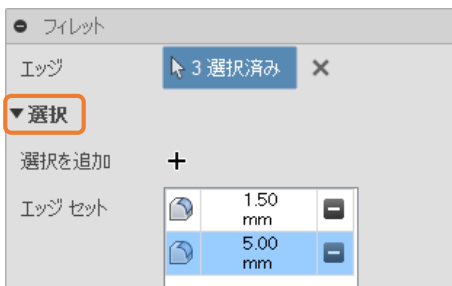 フィレット
エッジ 3 選択済み
▼選択
選択を追加
エッジ セット 1.50 mm
5.00 mm